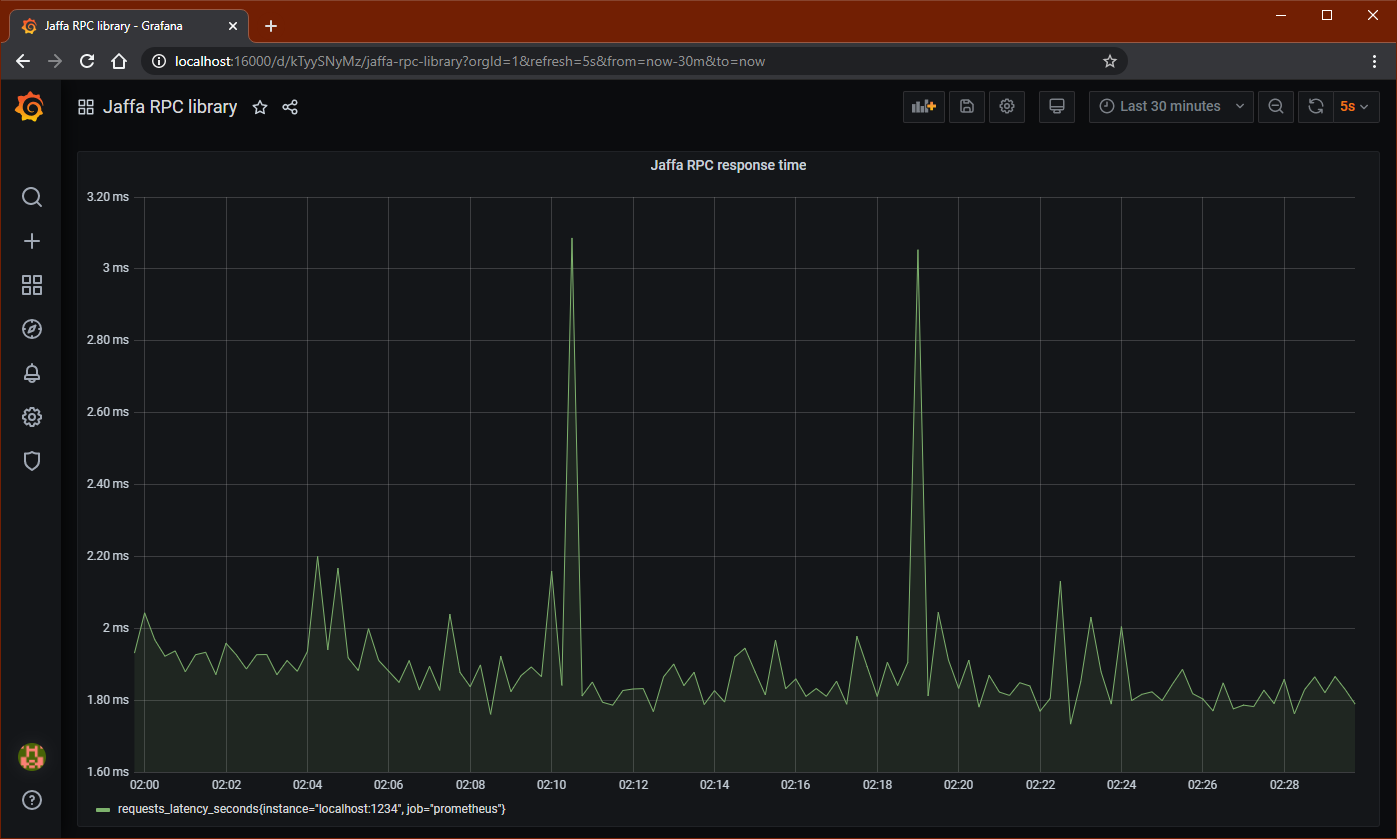 Jaffa RPC library - Grafana
localhost:16000/d/kTyySNyMz/jaffa-rpc-library?orgId=1&refresh=5s&from=now-30m&to=now
Jaffa RPC library
Last 30 minutes
5s
Jaffa RPC response time
3.20 ms
3 ms
2.80 ms
2.60 ms
2.40 ms
2.20 ms
2 ms
1.80 ms
1.60 ms
02:00 02:02 02:04 02:06 02:08 02:10 02:12 02:14 02:16 02:18 02:20 02:22 02:24 02:26 02:28
requests_latency_seconds{instance="localhost:1234", job="prometheus"}